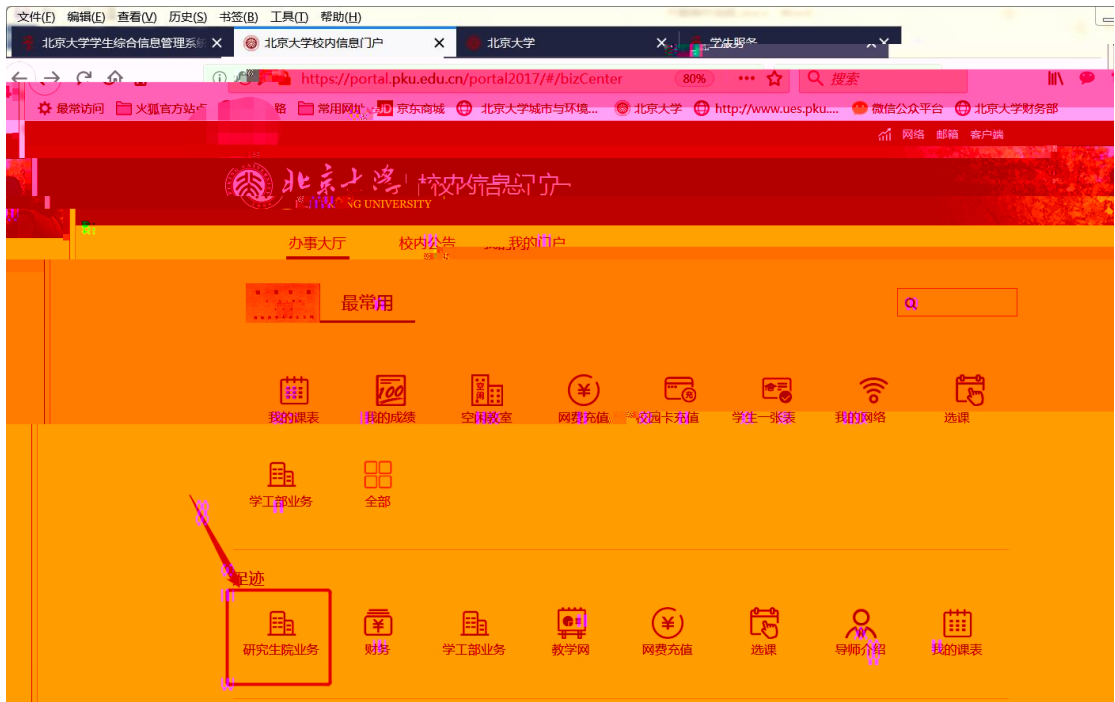 文件(F) 编辑(E) 查看(V) 历史(S) 书签(B) 工具(T) 帮助(H)
北京大学学生综合信息管理系统 北京大学校内信息门户 北京大学
https://portal.pku.edu.cn/portal2017/#/bizCenter 80% 搜索
最常访问 火狐官方站点 常用网址 JD 京东商城 北京大学城市与环境... 北京大学 http://www.ues.pku.... 微信公众平台 北京大学财务部
网络 邮箱 客户端
北京大学 校内信息门户
UNIVERSITY
办事大厅 校内公告 我的门户
最常用
我的课表 我的成绩 空闲教室 网费充值 校园卡充值 学生一张表 我的网络 选课
学工部业务 全部
足迹
研究生院业务 财务 学工部业务 教学网 网费充值 选课 导师介绍 我的课表